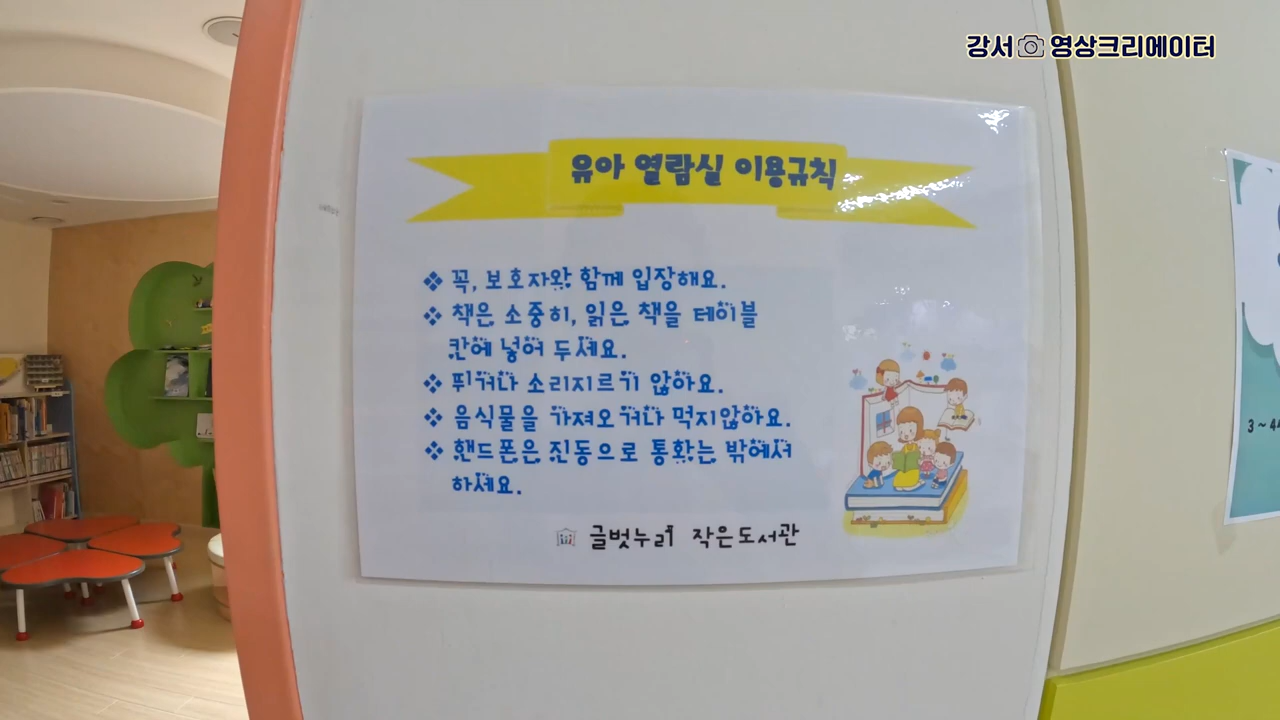 강서 영상크리에이터
유아 열람실 이용규칙
❖ 꼭, 보호자와 함께 입장해요.
❖ 책은 소중히, 읽은 책을 테이블
칸에 넣어 두세요.
❖ 뛰거나 소리지르기 않아요.
❖ 음식물을 가져오거나 먹지않아요.
❖ 핸드폰은 진동으로 통화는 밖에서
하세요.
글벗누리 작은도서관
3 ~ 4